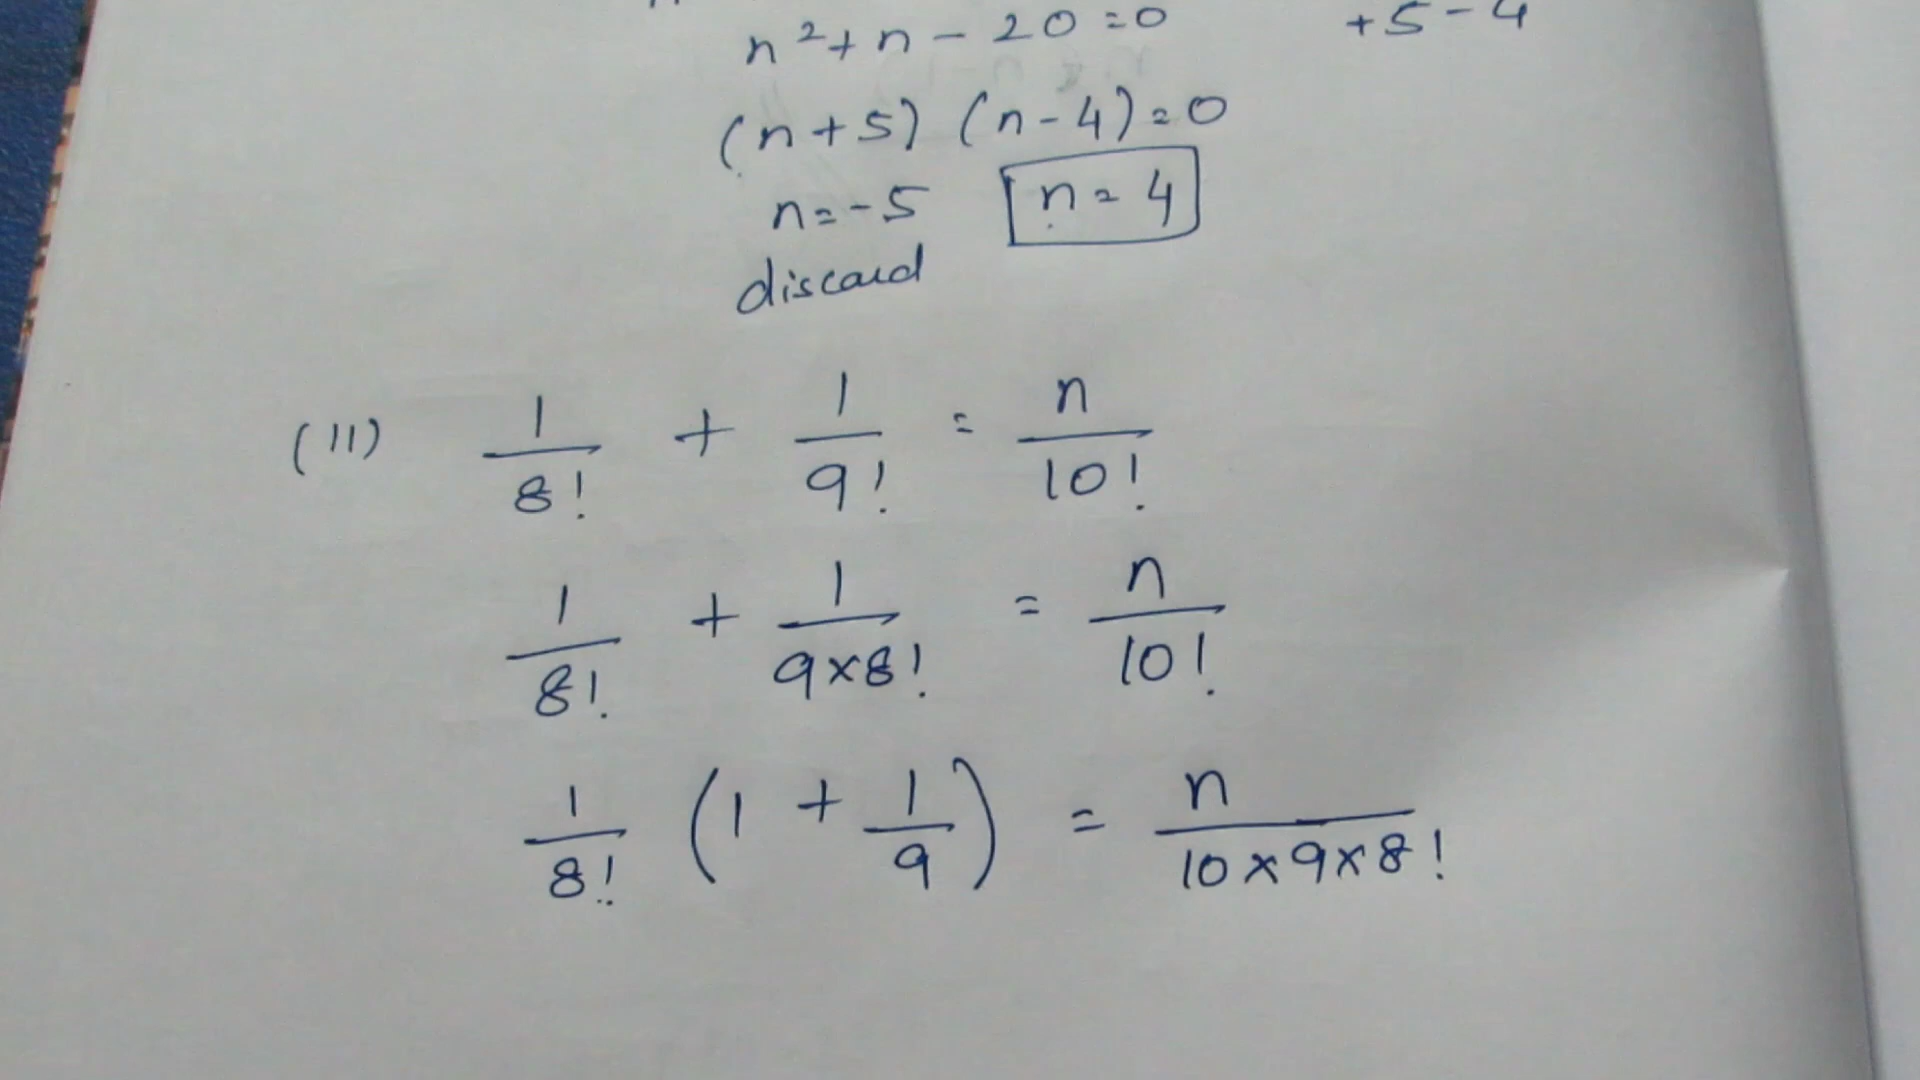 n²+n-20=0 +5-4
(n+5) (n-4)=0
n=-5 n=4
discard
(11) 1/8! + 1/9! = n/10!
1/8! + 1/9×8! = n/10!
1/8! (1 + 1/9) = n/10×9×8!